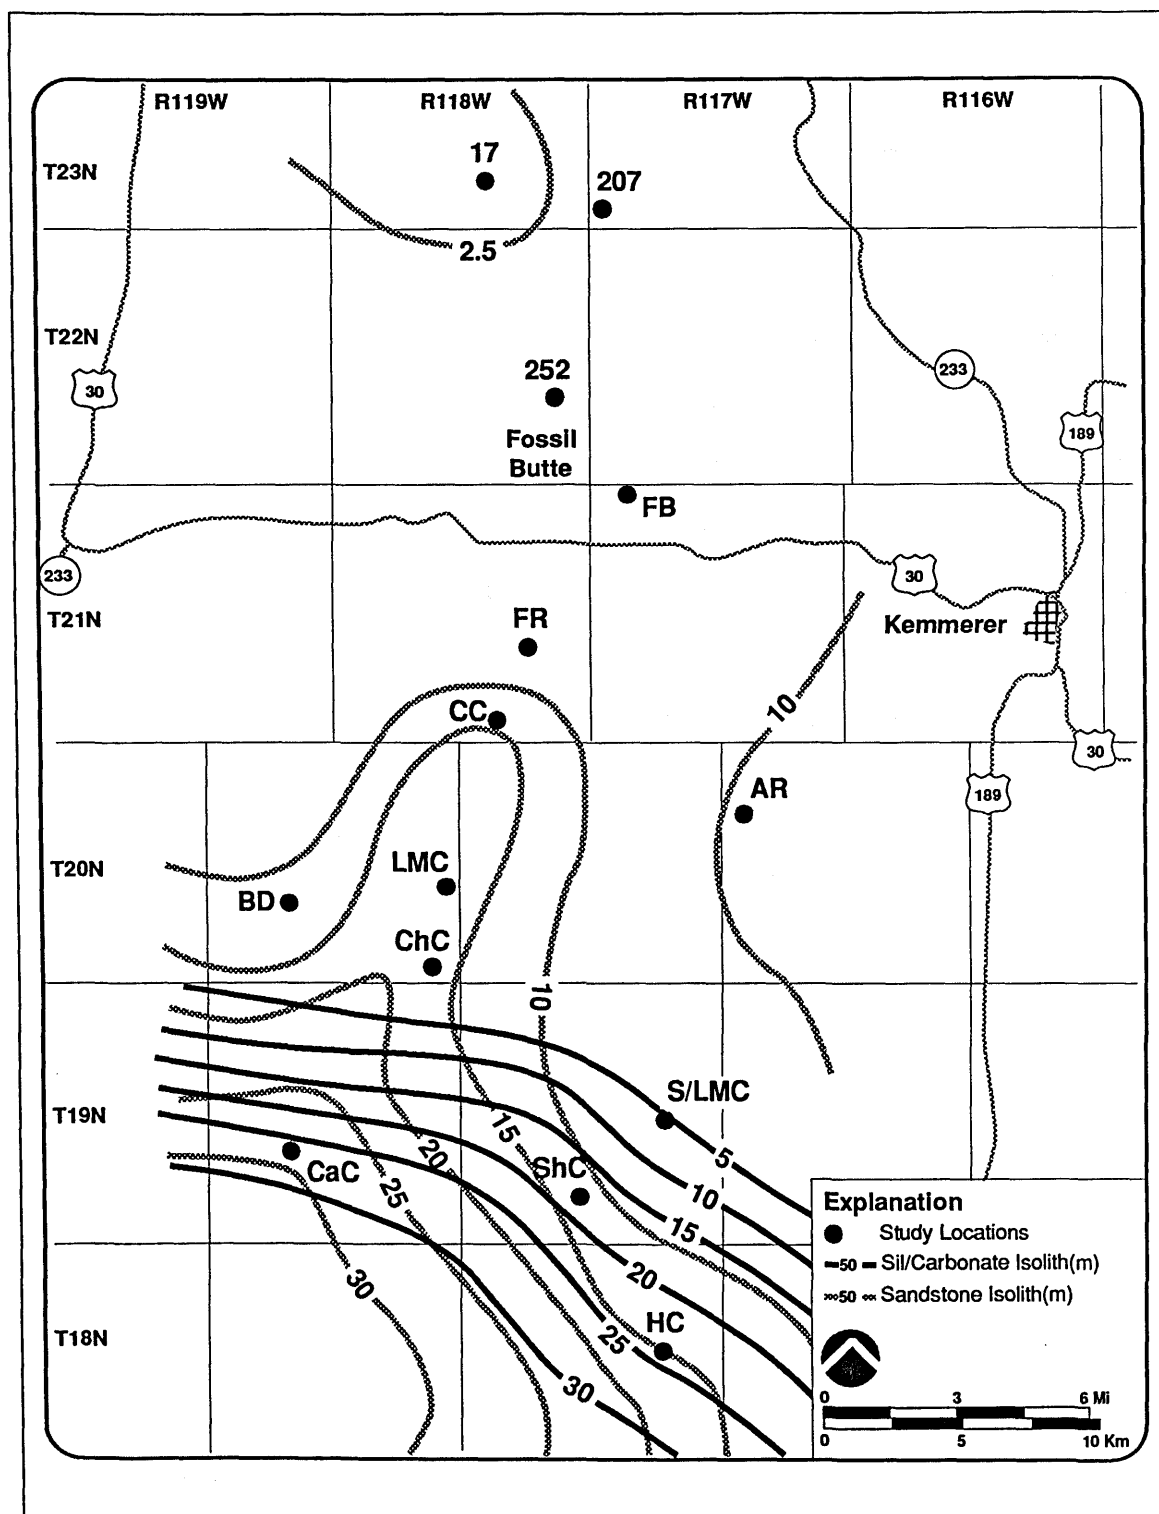 R119W
R118W
R117W
R116W
T23N
17
207
2.5
T22N
30
252
233
189
Fossil
Butte
FB
233
30
T21N
FR
Kemmerer
CC
10
30
189
AR
T20N
LMC
BD
ChC
10
S/LMC
T19N
15
5
20
ShC
CaC
25
10
15
30
20
HC
25
T18N
30
Explanation
Study Locations
50 Sil/Carbonate Isolith(m)
50 Sandstone Isolith(m)
0 3 6 Mi
0 5 10 Km